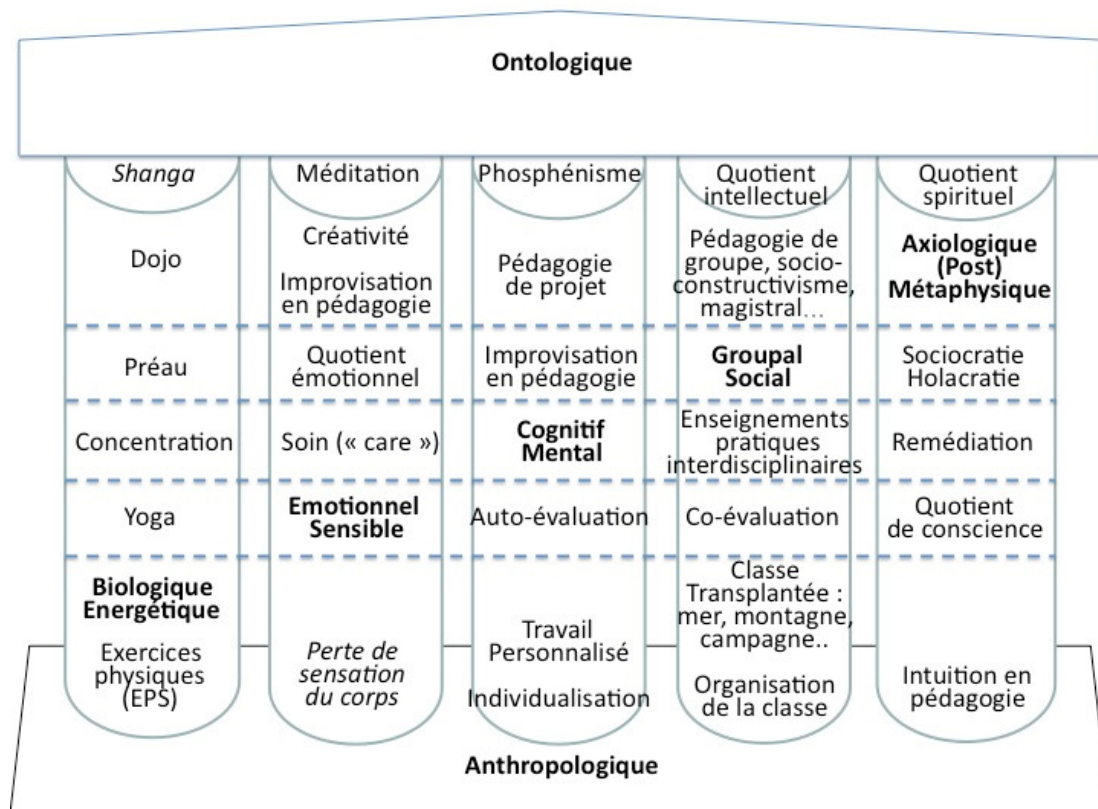 Ontologique
Shanga
Méditation
Phosphénisme
Quotient
intellectuel
Quotient
spirituel
Dojo
Créativité
Improvisation
en pédagogie
Pédagogie
de projet
Pédagogie de
groupe, socio-
constructivisme,
magistral...
Axiologique
(Post)
Métaphysique
Préau
Quotient
émotionnel
Improvisation
en pédagogie
Groupal
Social
Sociocratie
Holacratie
Concentration
Soin (« care »)
Cognitif
Mental
Enseignements
pratiques
interdisciplinaires
Remédiation
Yoga
Emotionnel
Sensible
Auto-évaluation
Co-évaluation
Quotient
de conscience
Biologique
Energétique
Exercices
physiques
(EPS)
Perte de
sensation
du corps
Travail
Personnalisé
Individualisation
Classe
Transplantée :
mer, montagne,
campagne..
Organisation
de la classe
Intuition en
pédagogie
Anthropologique